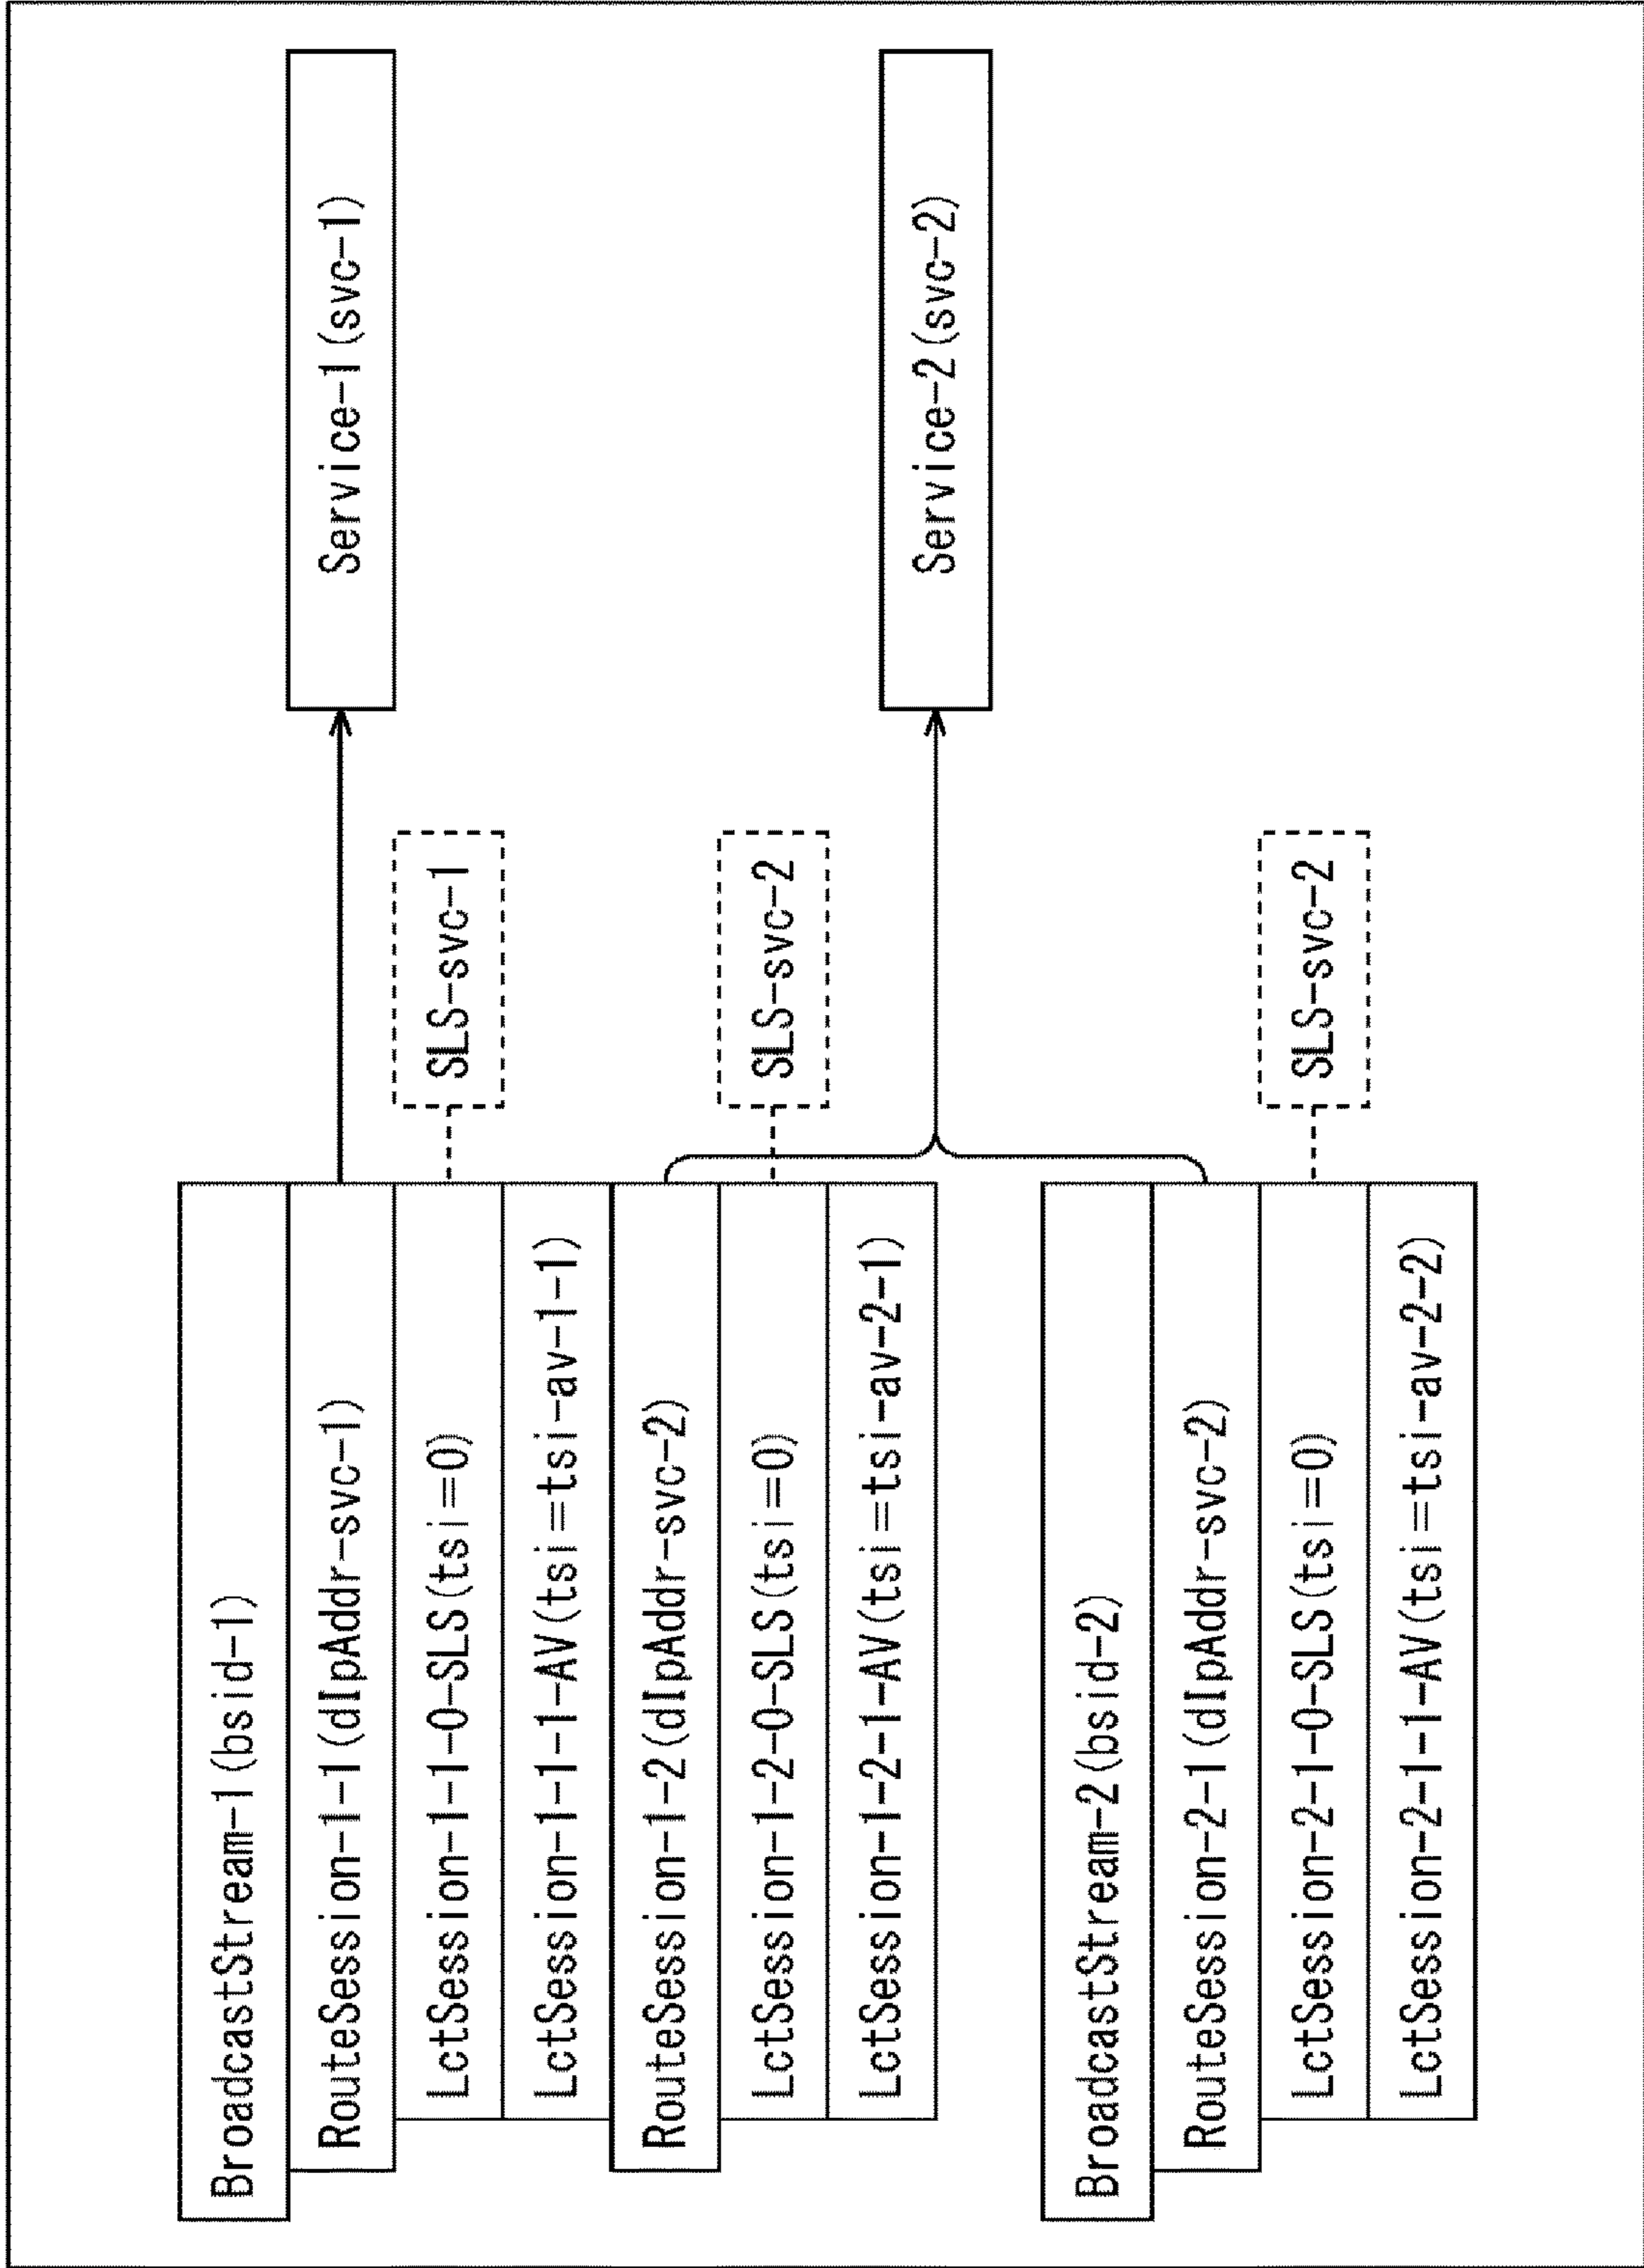 BroadcastStream-1(bsid-1)
RouteSession-1-1(dIpAddr-svc-1)
Service-1(svc-1)
LctSession-1-1-0-SLS(tsi=0)
SLS-svc-1
LctSession-1-1-1-AV(tsi=tsi-av-1-1)
RouteSession-1-2(dIpAddr-svc-2)
LctSession-1-2-0-SLS(tsi=0)
SLS-svc-2
LctSession-1-2-1-AV(tsi=tsi-av-2-1)
Service-2(svc-2)
BroadcastStream-2(bsid-2)
RouteSession-2-1(dIpAddr-svc-2)
LctSession-2-1-0-SLS(tsi=0)
SLS-svc-2
LctSession-2-1-1-AV(tsi=tsi-av-2-2)